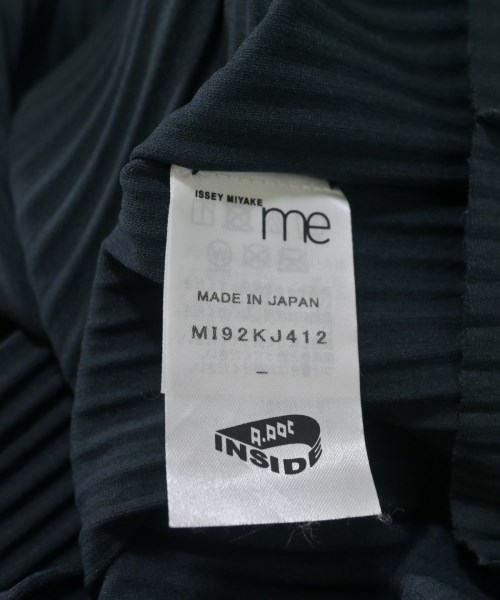 ISSEY MIYAKE
me
MADE IN JAPAN
MI92KJ412
–
A-POC
INSIDE